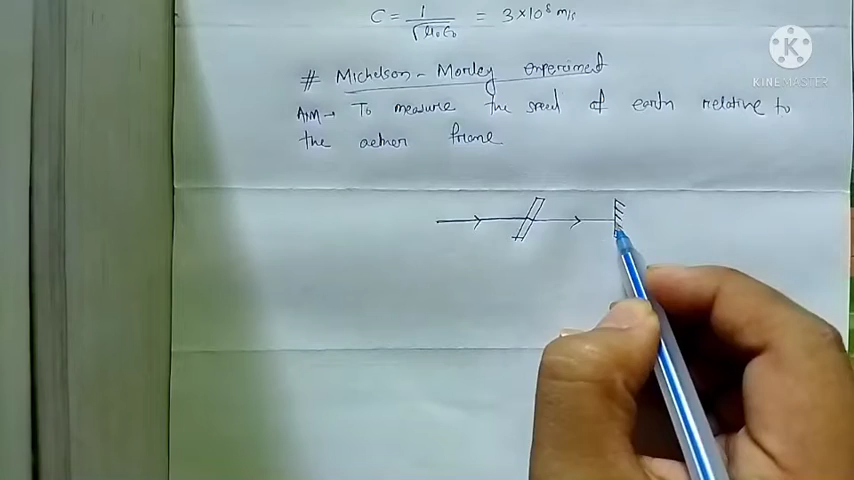 C = 1/√μ₀ε₀ = 3×10⁸ m/s
K
KINEMASTER
# Michelson - Morley experiment
AIM → To measure the speed of earth relative to
the aether frame